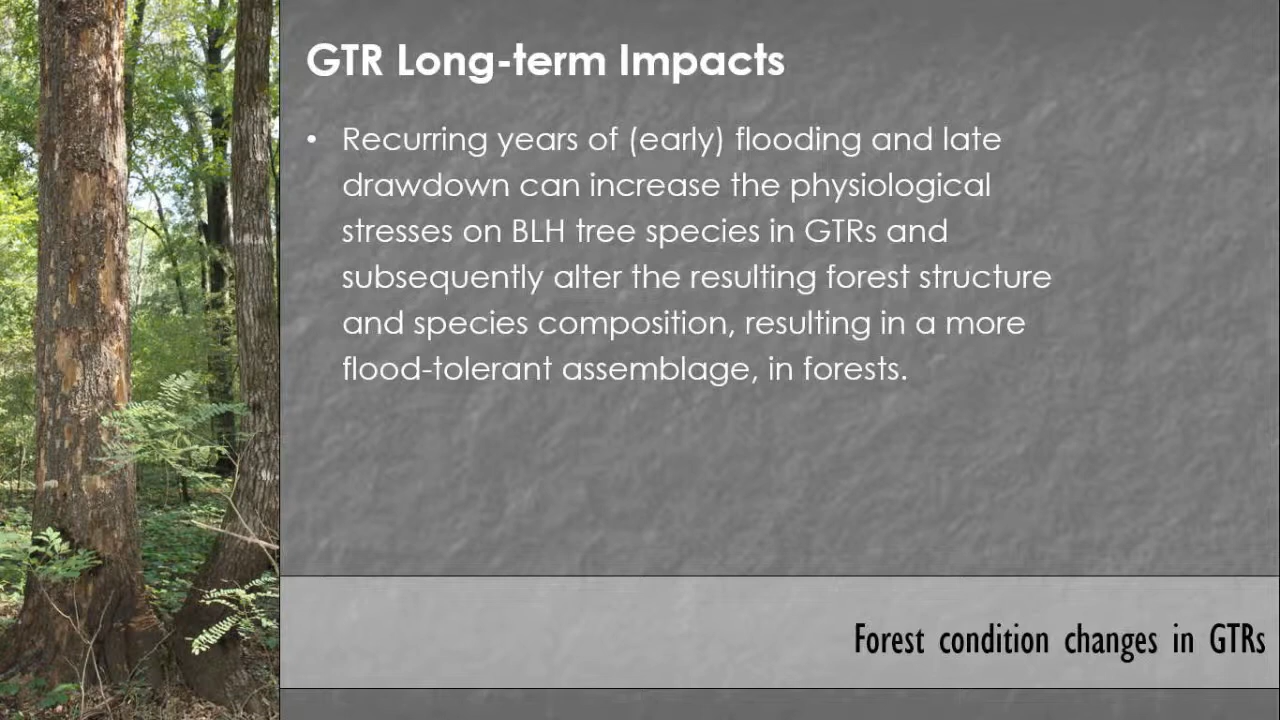 GTR Long-term Impacts
• Recurring years of (early) flooding and late
drawdown can increase the physiological
stresses on BLH tree species in GTRs and
subsequently alter the resulting forest structure
and species composition, resulting in a more
flood-tolerant assemblage, in forests.
Forest condition changes in GTRs